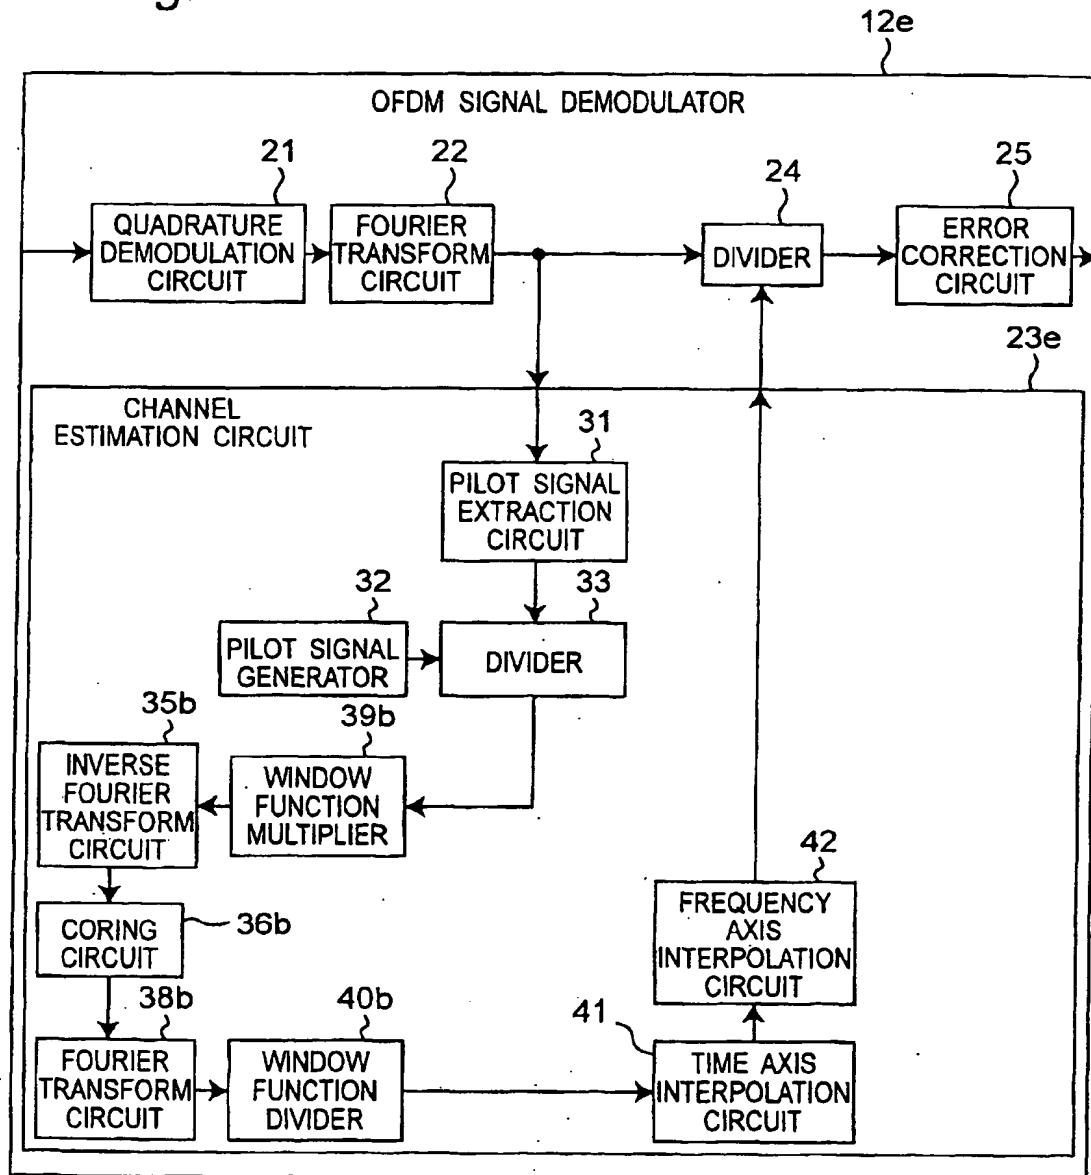 12e
OFDM SIGNAL DEMODULATOR
21
22
24
25
QUADRATURE
DEMODULATION
CIRCUIT
FOURIER
TRANSFORM
CIRCUIT
DIVIDER
ERROR
CORRECTION
CIRCUIT
23e
CHANNEL
ESTIMATION CIRCUIT
31
PILOT SIGNAL
EXTRACTION
CIRCUIT
32
33
PILOT SIGNAL
GENERATOR
DIVIDER
35b
39b
INVERSE
FOURIER
TRANSFORM
CIRCUIT
WINDOW
FUNCTION
MULTIPLIER
42
CORING
CIRCUIT
36b
FREQUENCY
AXIS
INTERPOLATION
CIRCUIT
38b
40b
41
FOURIER
TRANSFORM
CIRCUIT
WINDOW
FUNCTION
DIVIDER
TIME AXIS
INTERPOLATION
CIRCUIT